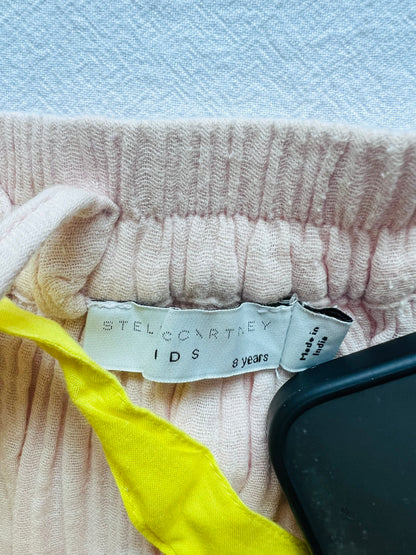 STEL CCARTNEY
IDS
8 years
Made in
India